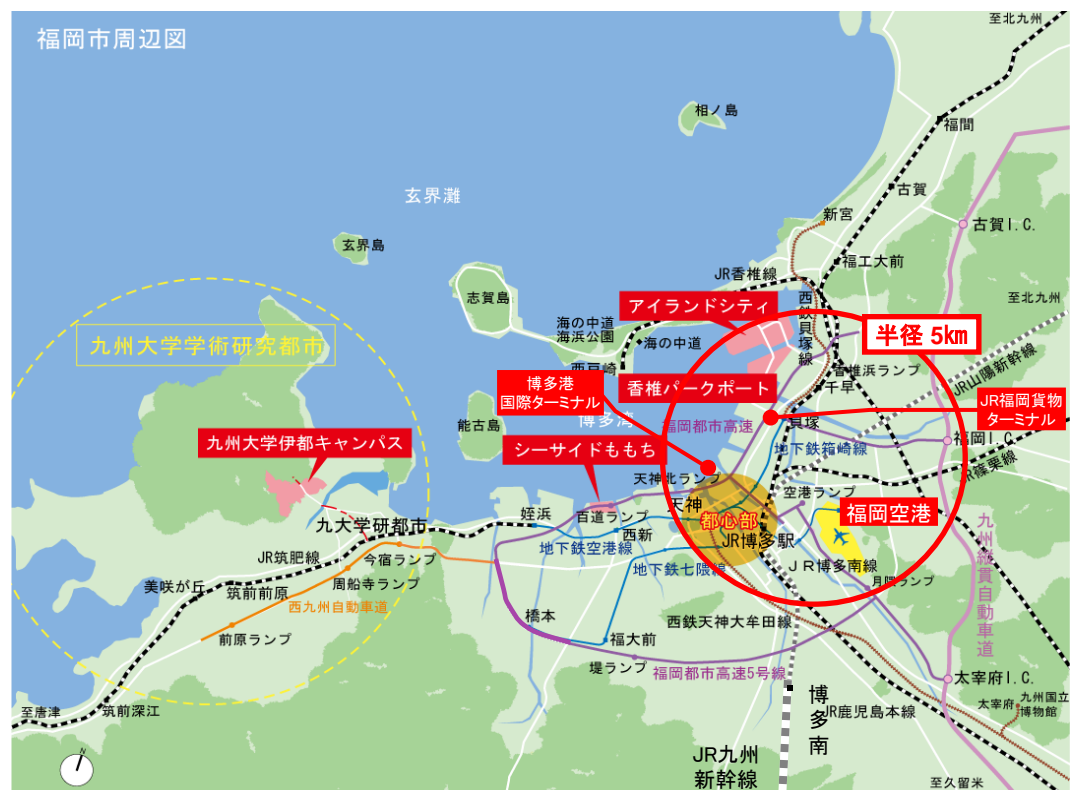 福岡市周辺図
至北九州
相ノ島
福間
古賀
玄界灘
新宮
古賀I.C.
玄界島
福工大前
JR香椎線
志賀島
アイランドシティ
西鉄貝塚線
至北九州
海の中道
海浜公園
海の中道
半径 5km
九州大学学術研究都市
西戸崎
JR山陽新幹線
香椎浜ランプ
博多港
国際ターミナル
香椎パークポート
千早
JR福岡貨物
ターミナル
能古島
博多湾
福岡都市高速
貝塚
福岡I.C.
九州大学伊都キャンパス
シーサイドももち
地下鉄箱崎線
JR篠栗線
天神北ランプ
空港ランプ
天神
福岡空港
姪浜
百道ランプ
都心部
九大学研都市
西新
JR博多駅
九州縦貫自動車道
地下鉄空港線
JR筑肥線
今宿ランプ
地下鉄七隈線
JR博多南線
月隈ランプ
美咲が丘
筑前前原
周船寺ランプ
西九州自動車道
橋本
西鉄天神大牟田線
前原ランプ
福大前
堤ランプ
福岡都市高速5号線
太宰府I.C.
至唐津
筑前深江
博多南
JR鹿児島本線
太宰府
九州国立
博物館
N
JR九州
新幹線
至久留米